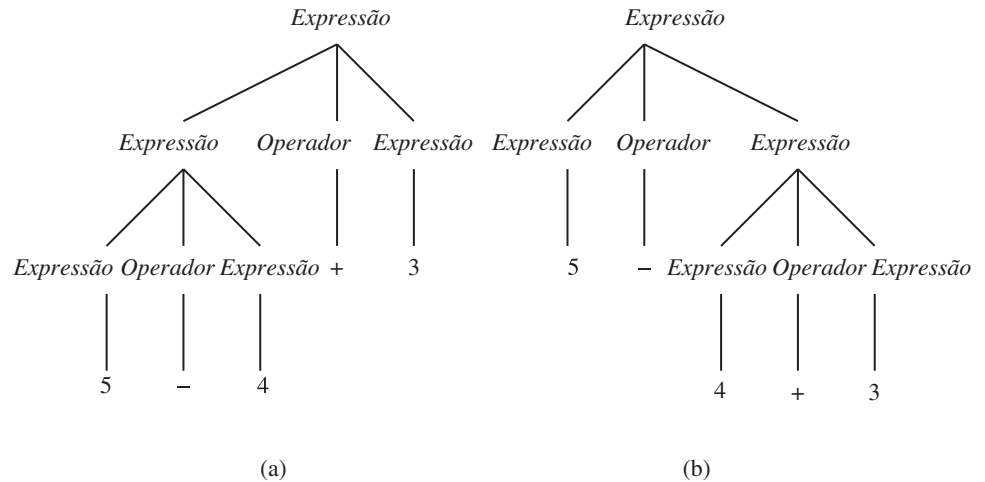 Expressão Expressão
Expressão Operador Expressão Expressão Operador Expressão
Expressão Operador Expressão + 3 5 – Expressão Operador Expressão
5 – 4 4 + 3
(a) (b)